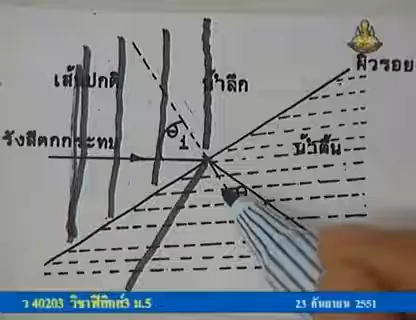 ผิวรอย
เส้นปกติ
น้ำลึก
θi
รังสีตกกระทบ
น้ำตื้น
θ
ว 40203 วิชาฟิสิกส์3 ม.5
23 กันยายน 2551